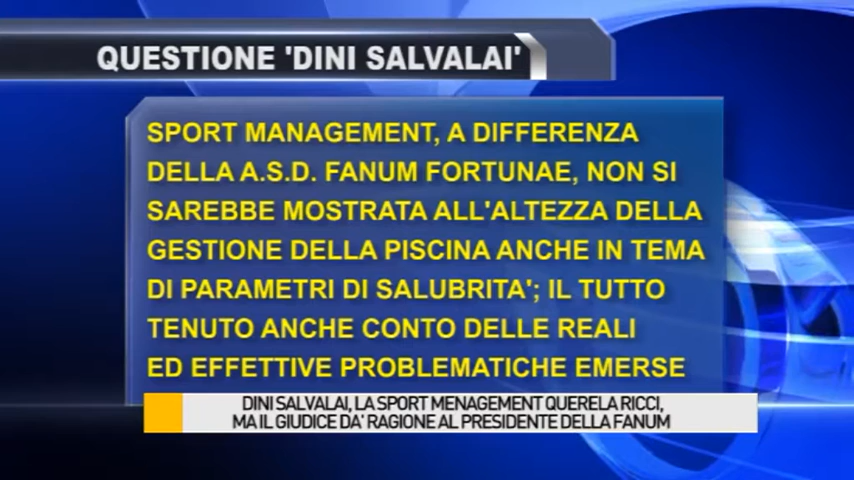 QUESTIONE 'DINI SALVALAI'
SPORT MANAGEMENT, A DIFFERENZA
DELLA A.S.D. FANUM FORTUNAE, NON SI
SAREBBE MOSTRATA ALL'ALTEZZA DELLA
GESTIONE DELLA PISCINA ANCHE IN TEMA
DI PARAMETRI DI SALUBRITA'; IL TUTTO
TENUTO ANCHE CONTO DELLE REALI
ED EFFETTIVE PROBLEMATICHE EMERSE
DINI SALVALAI, LA SPORT MENAGEMENT QUERELA RICCI,
MA IL GIUDICE DA' RAGIONE AL PRESIDENTE DELLA FANUM